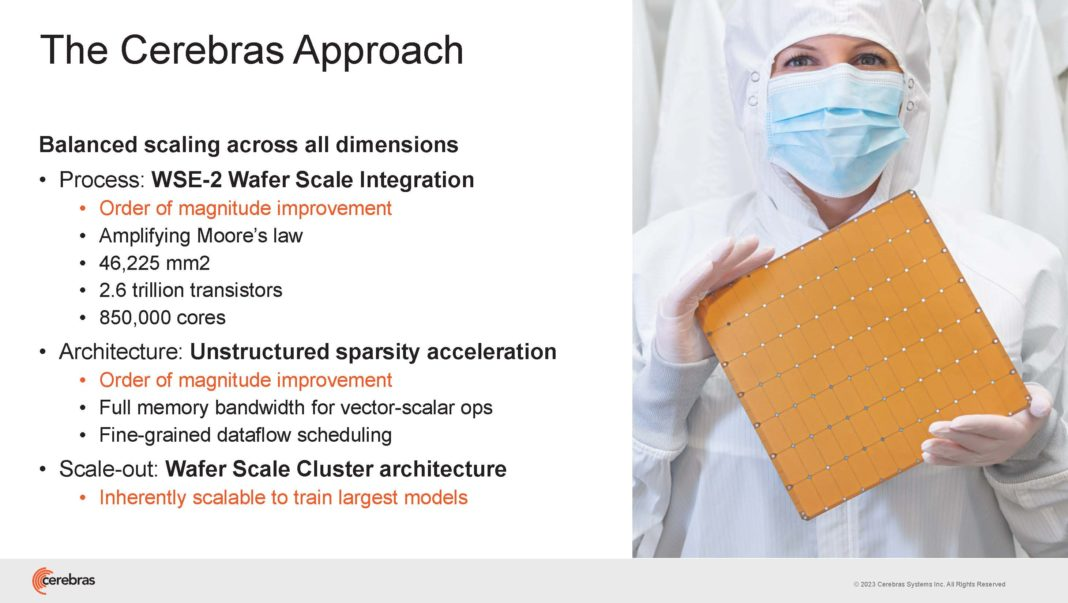 The Cerebras Approach
Balanced scaling across all dimensions
• Process: WSE-2 Wafer Scale Integration
• Order of magnitude improvement
• Amplifying Moore’s law
• 46,225 mm2
• 2.6 trillion transistors
• 850,000 cores
• Architecture: Unstructured sparsity acceleration
• Order of magnitude improvement
• Full memory bandwidth for vector-scalar ops
• Fine-grained dataflow scheduling
• Scale-out: Wafer Scale Cluster architecture
• Inherently scalable to train largest models
cerebras
© 2023 Cerebras Systems Inc. All Rights Reserved